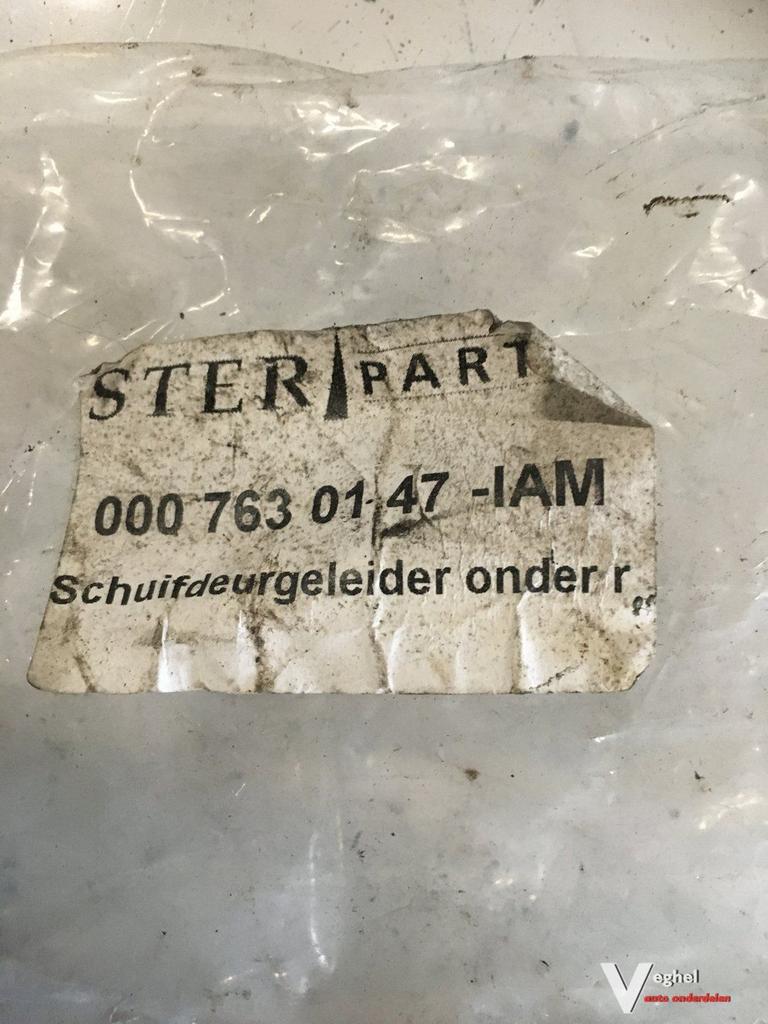 STER PART
000 763 01 47 -IAM
Schuifdeurgeleider onder r
Veghel
auto onderdelen